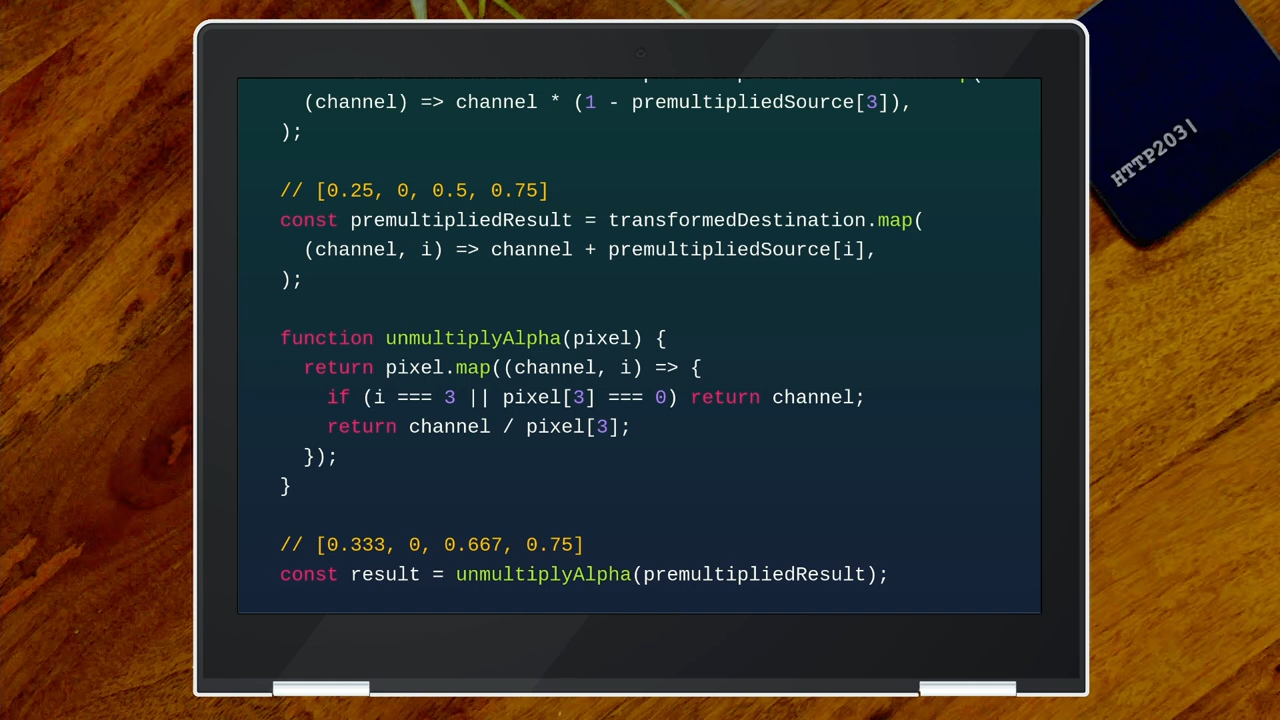 (channel) => channel * (1 - premultipliedSource[3]),
);
// [0.25, 0, 0.5, 0.75]
const premultipliedResult = transformedDestination.map(
(channel, i) => channel + premultipliedSource[i],
);
function unmultiplyAlpha(pixel) {
return pixel.map((channel, i) => {
if (i === 3 || pixel[3] === 0) return channel;
return channel / pixel[3];
});
}
// [0.333, 0, 0.667, 0.75]
const result = unmultiplyAlpha(premultipliedResult);
HTTP203|